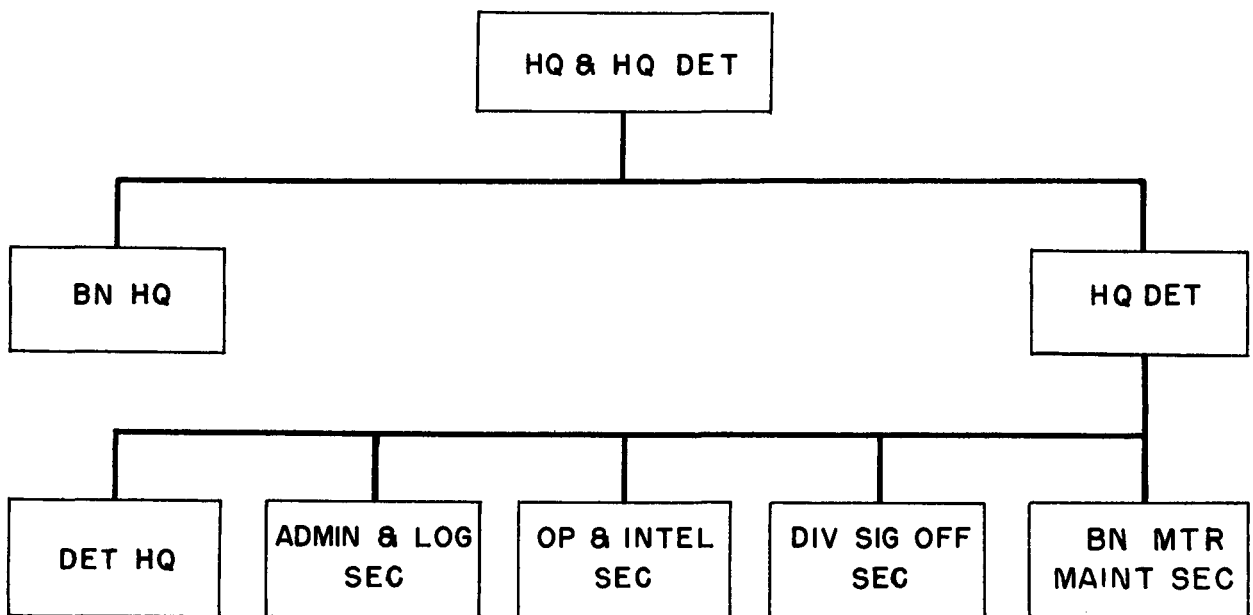 HQ & HQ DET
BN HQ
HQ DET
DET HQ
ADMIN & LOG
SEC
OP & INTEL
SEC
DIV SIG OFF
SEC
BN MTR
MAINT SEC